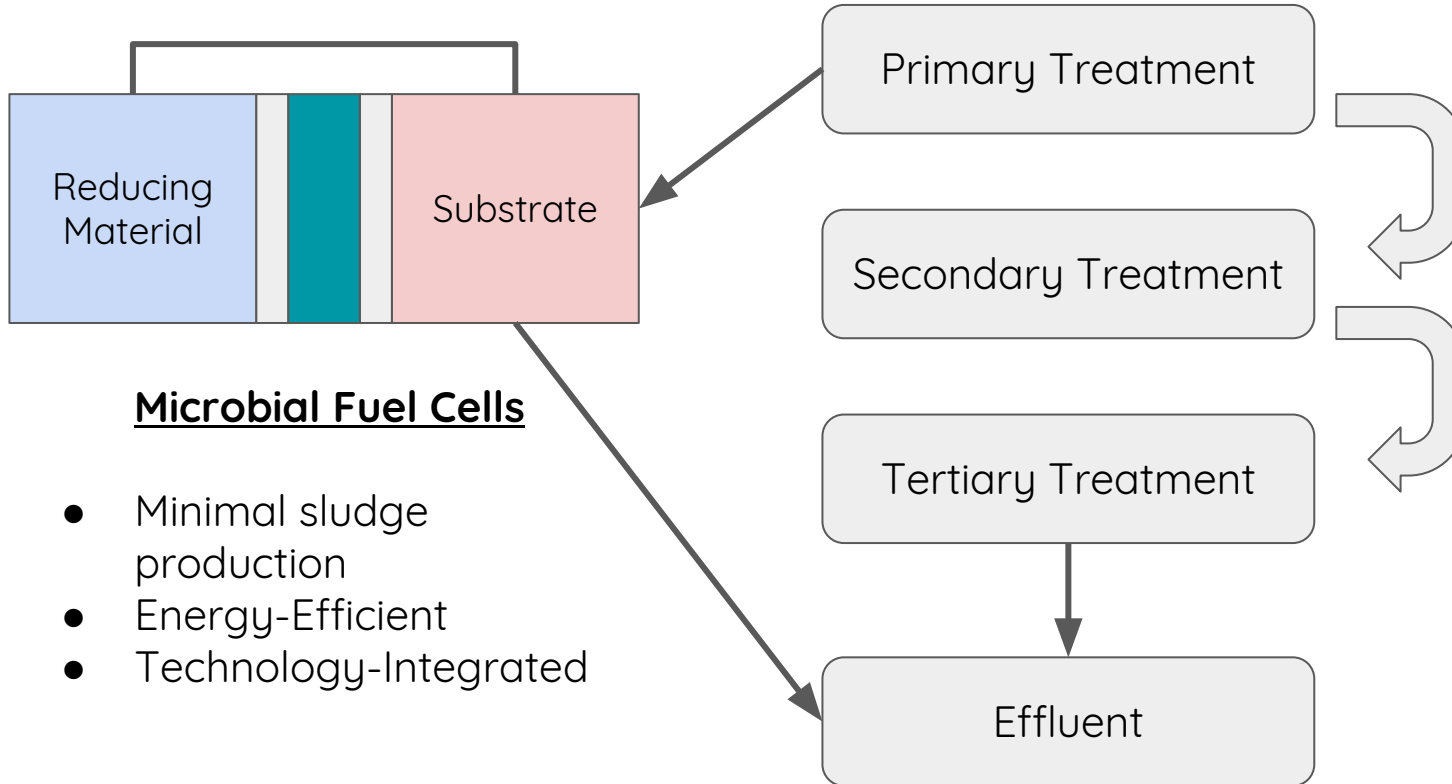 Primary Treatment
Reducing
Material
Substrate
Secondary Treatment
Microbial Fuel Cells
Tertiary Treatment
● Minimal sludge
production
● Energy-Efficient
● Technology-Integrated
Effluent